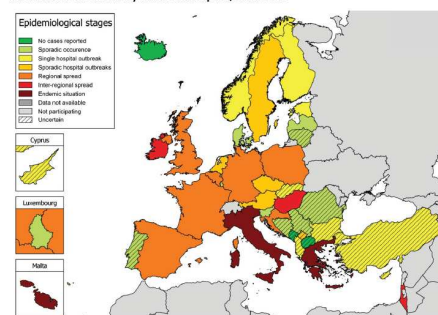 Epidemiological stages
No cases reported
Sporadic occurence
Single hospital outbreak
Sporadic hospital outbreaks
Regional spread
Inter-regional spread
Endemic situation
Data not available
Not participating
Uncertain
Cyprus
Luxembourg
Malta